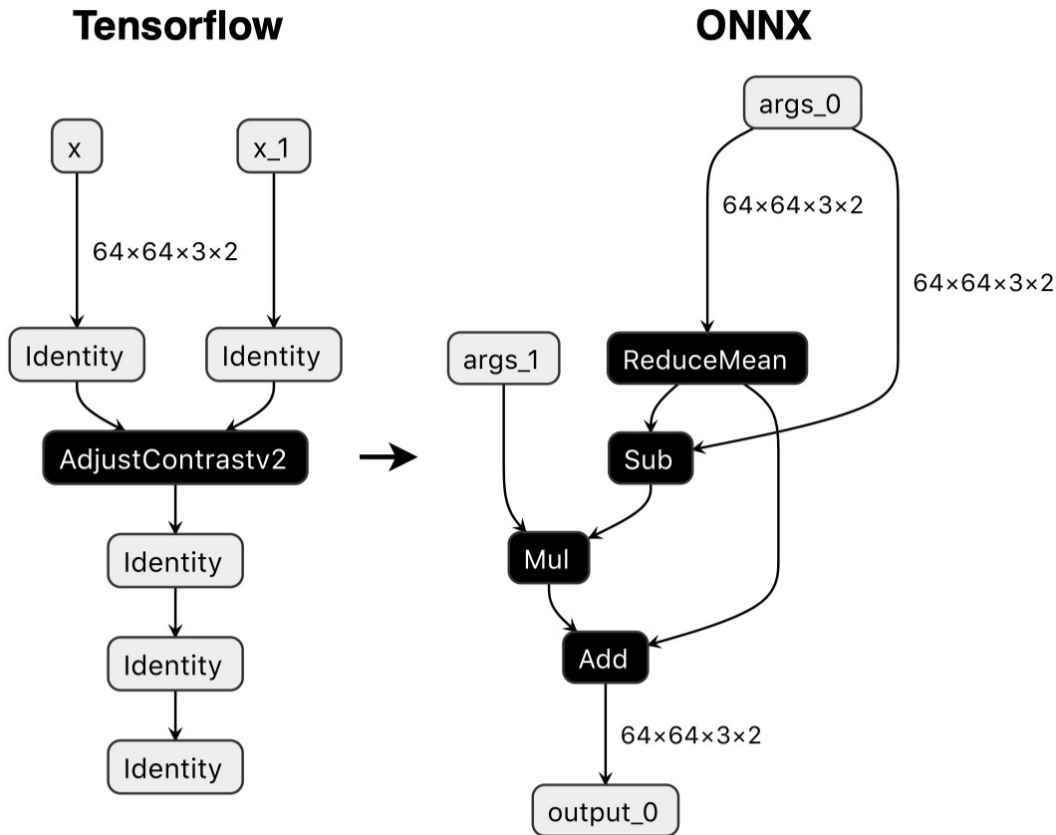 Tensorflow
x
x_1
64×64×3×2
Identity
Identity
AdjustContrastv2
Identity
Identity
Identity
ONNX
args_0
64×64×3×2
64×64×3×2
args_1
ReduceMean
Sub
Mul
Add
64×64×3×2
output_0